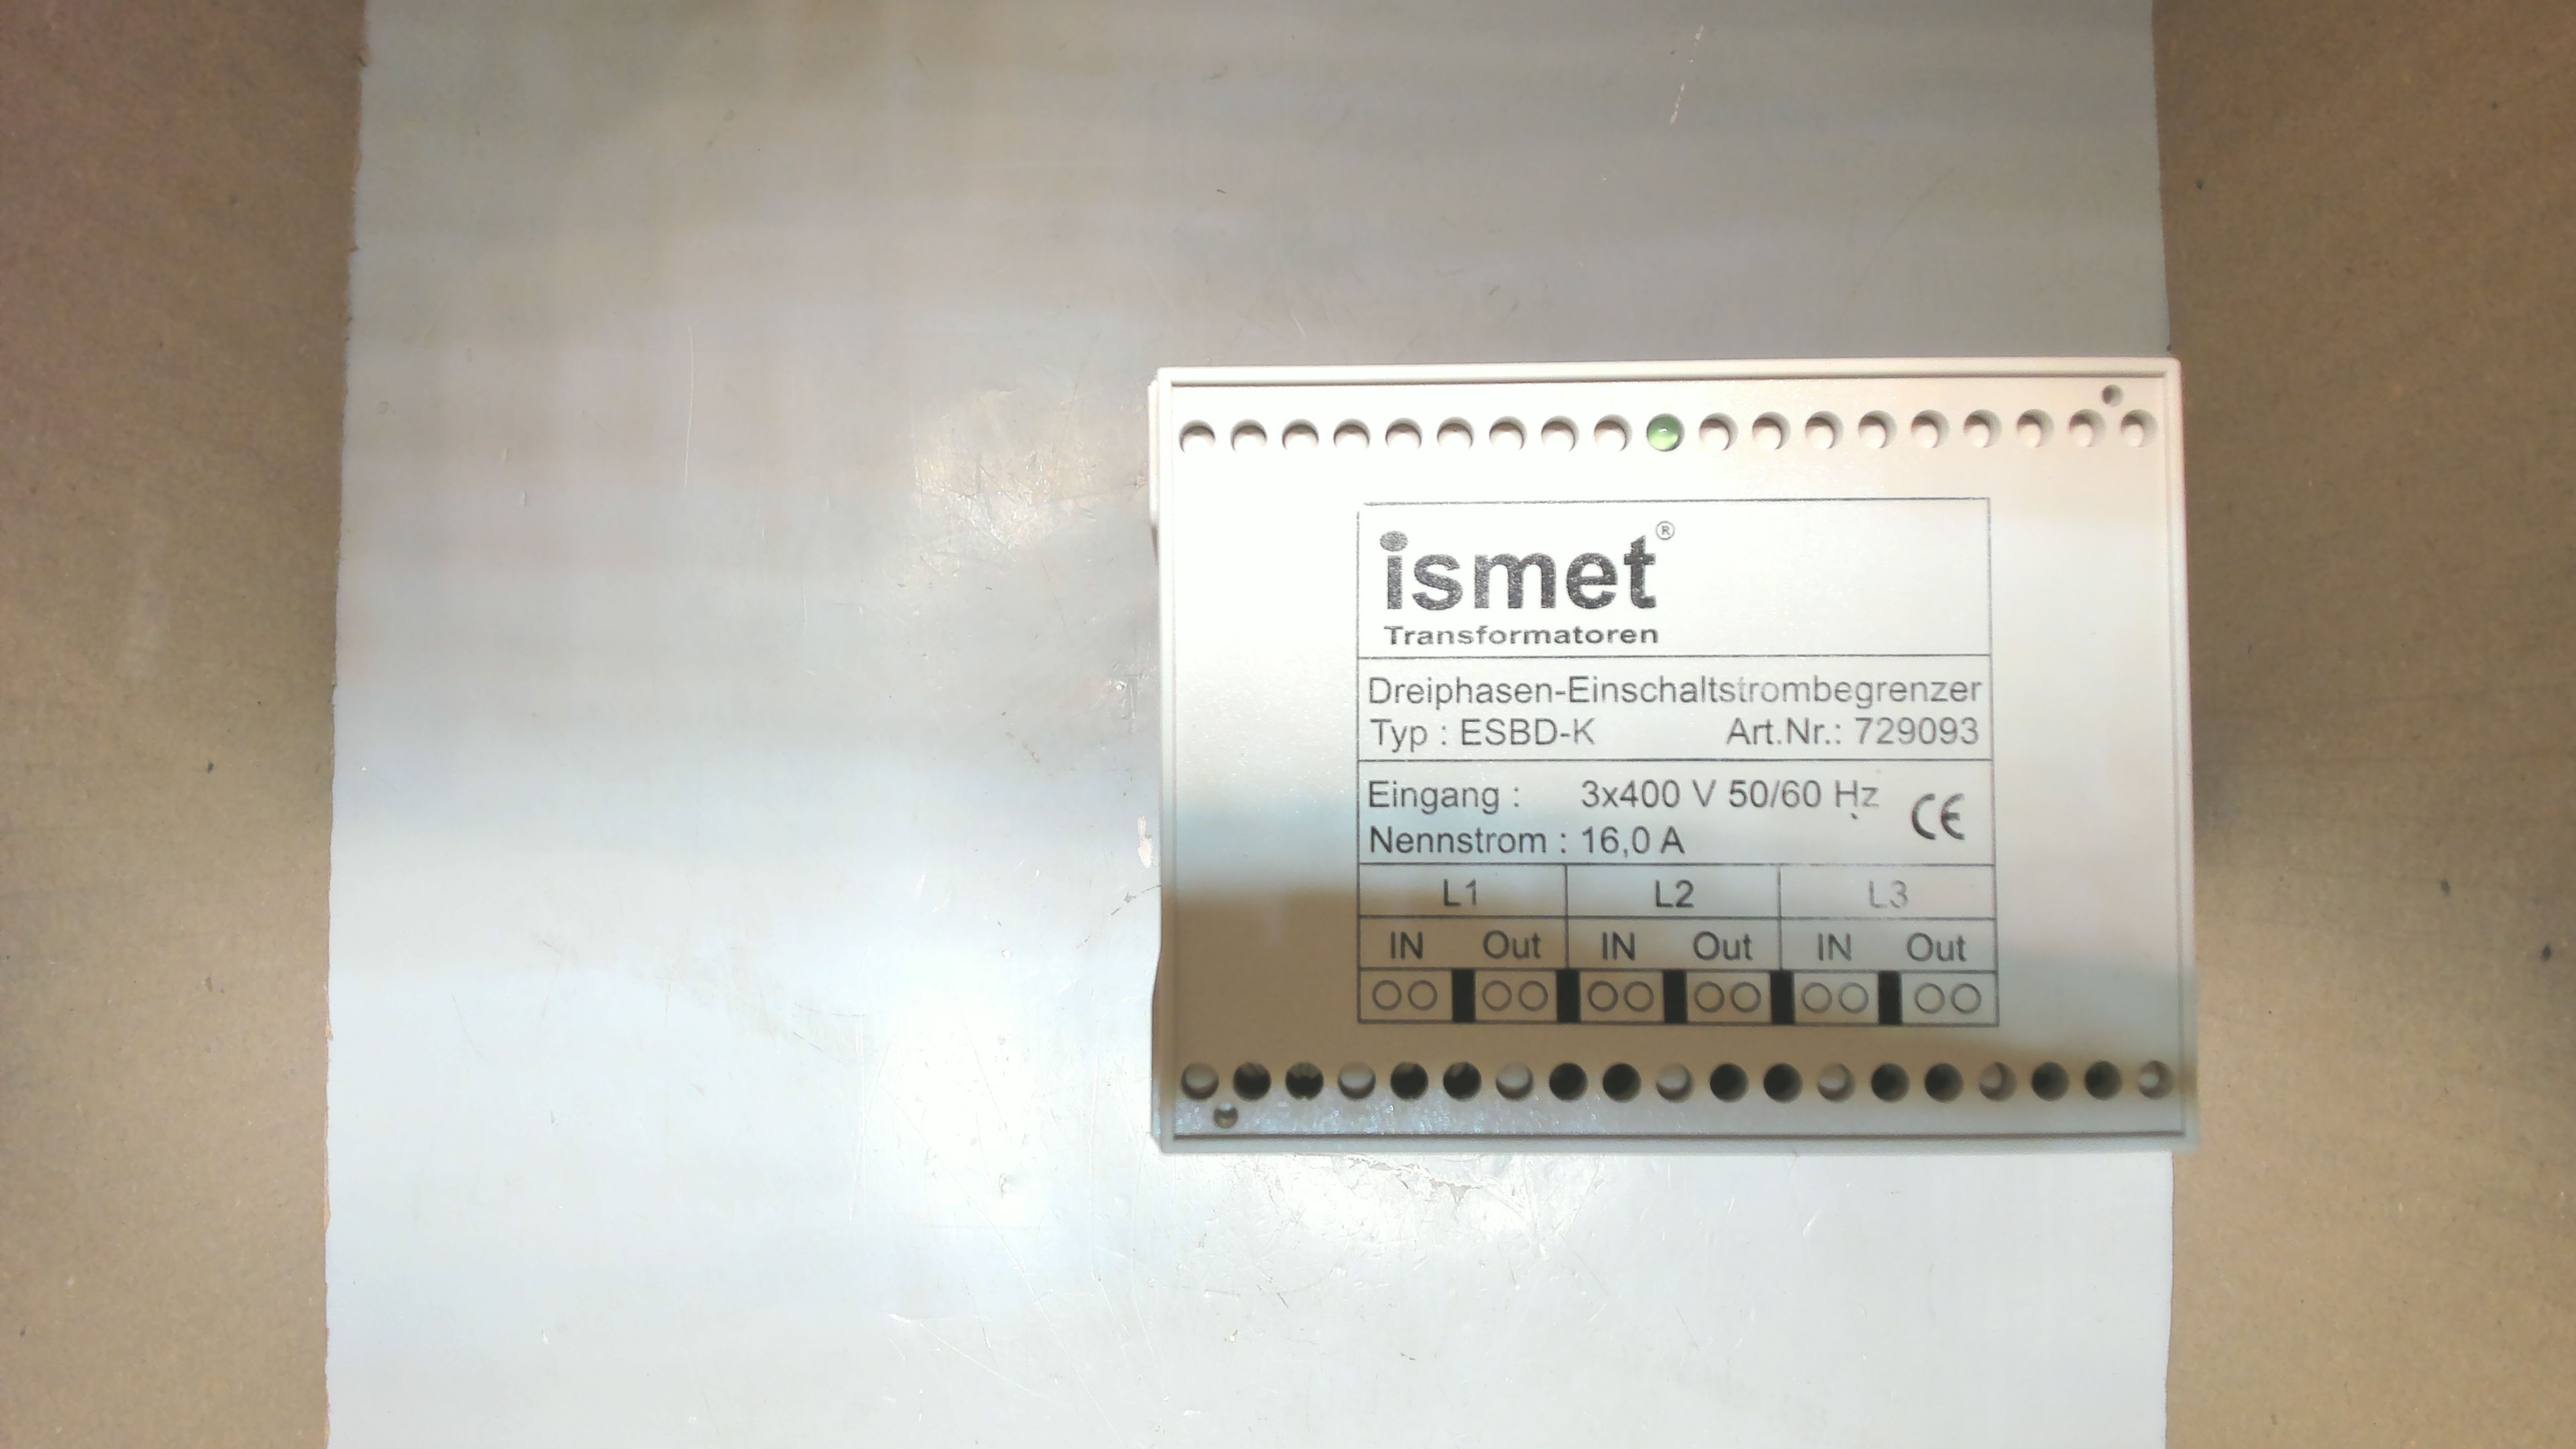 ismet®
Transformatoren
Dreiphasen-Einschaltstrombegrenzer
Typ : ESBD-K Art.Nr.: 729093
Eingang : 3x400 V 50/60 Hz CE
Nennstrom : 16,0 A
L1 L2 L3
IN Out IN Out IN Out